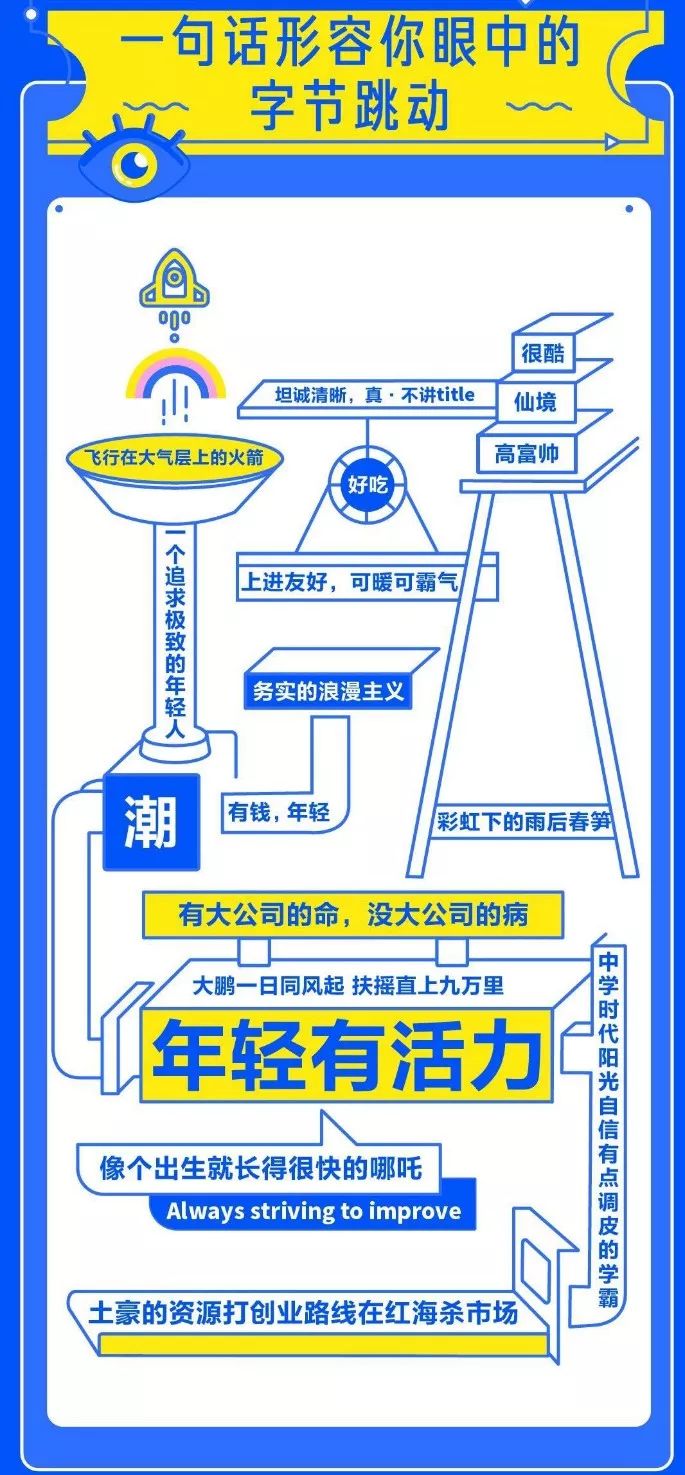 一句话形容你眼中的
字节跳动
很酷
坦诚清晰，真·不讲title
仙境
高富帅
飞行在大气层上的火箭
好吃
一个追求极致的年轻人
上进友好，可暖可霸气
务实的浪漫主义
潮
有钱，年轻
彩虹下的雨后春笋
有大公司的命，没大公司的病
大鹏一日同风起 扶摇直上九万里
年轻有活力
中学时代阳光自信有点调皮的学霸
像个出生就长得很快的哪吒
Always striving to improve
土豪的资源打创业路线在红海杀市场